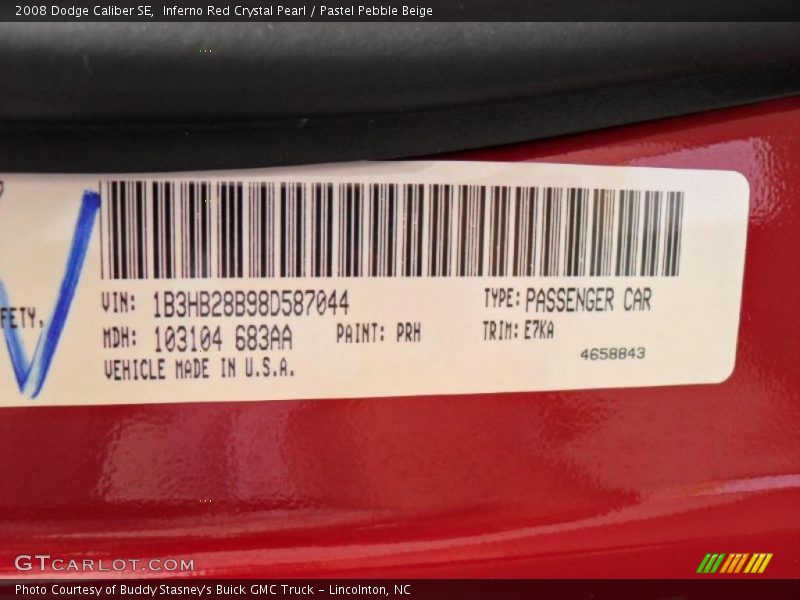 2008 Dodge Caliber SE,  Inferno Red Crystal Pearl / Pastel Pebble Beige
FETY.
VIN: 1B3HB28B98D587044 TYPE: PASSENGER CAR
MDH: 103104 683AA PAINT: PRH TRIM: E7KA
VEHICLE MADE IN U.S.A.
4658843
GTCARLOT.COM
Photo Courtesy of Buddy Stasney's Buick GMC Truck - Lincolnton, NC